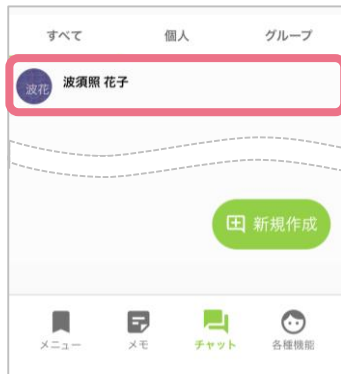 すべて 個人 グループ
波花 波須照 花子
新規作成
メニュー メモ チャット 各種機能